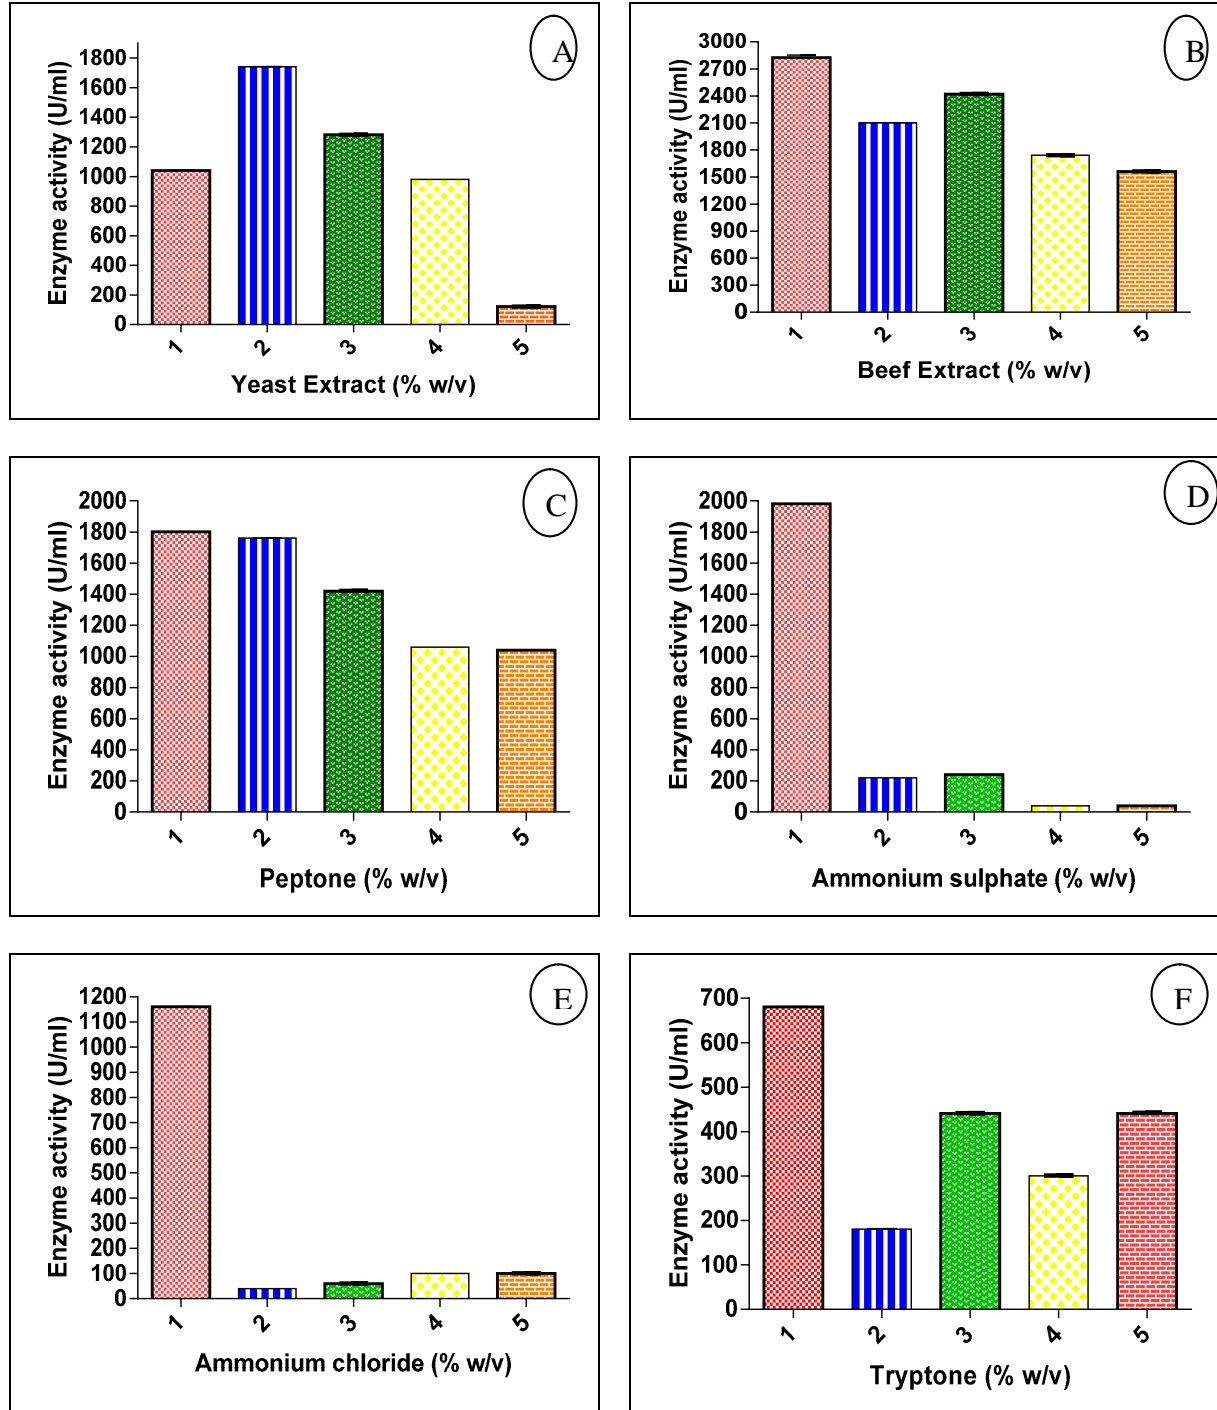 A
Enzyme activity (U/ml)
1800
1600
1400
1200
1000
800
600
400
200
0
1 2 3 4 5
Yeast Extract (% w/v)
B
Enzyme activity (U/ml)
3000
2700
2400
2100
1800
1500
1200
900
600
300
0
1 2 3 4 5
Beef Extract (% w/v)
C
Enzyme activity (U/ml)
2000
1800
1600
1400
1200
1000
800
600
400
200
0
1 2 3 4 5
Peptone (% w/v)
D
Enzyme activity (U/ml)
2000
1800
1600
1400
1200
1000
800
600
400
200
0
1 2 3 4 5
Ammonium sulphate (% w/v)
E
Enzyme activity (U/ml)
1200
1100
1000
900
800
700
600
500
400
300
200
100
0
1 2 3 4 5
Ammonium chloride (% w/v)
F
Enzyme activity (U/ml)
700
600
500
400
300
200
100
0
1 2 3 4 5
Tryptone (% w/v)